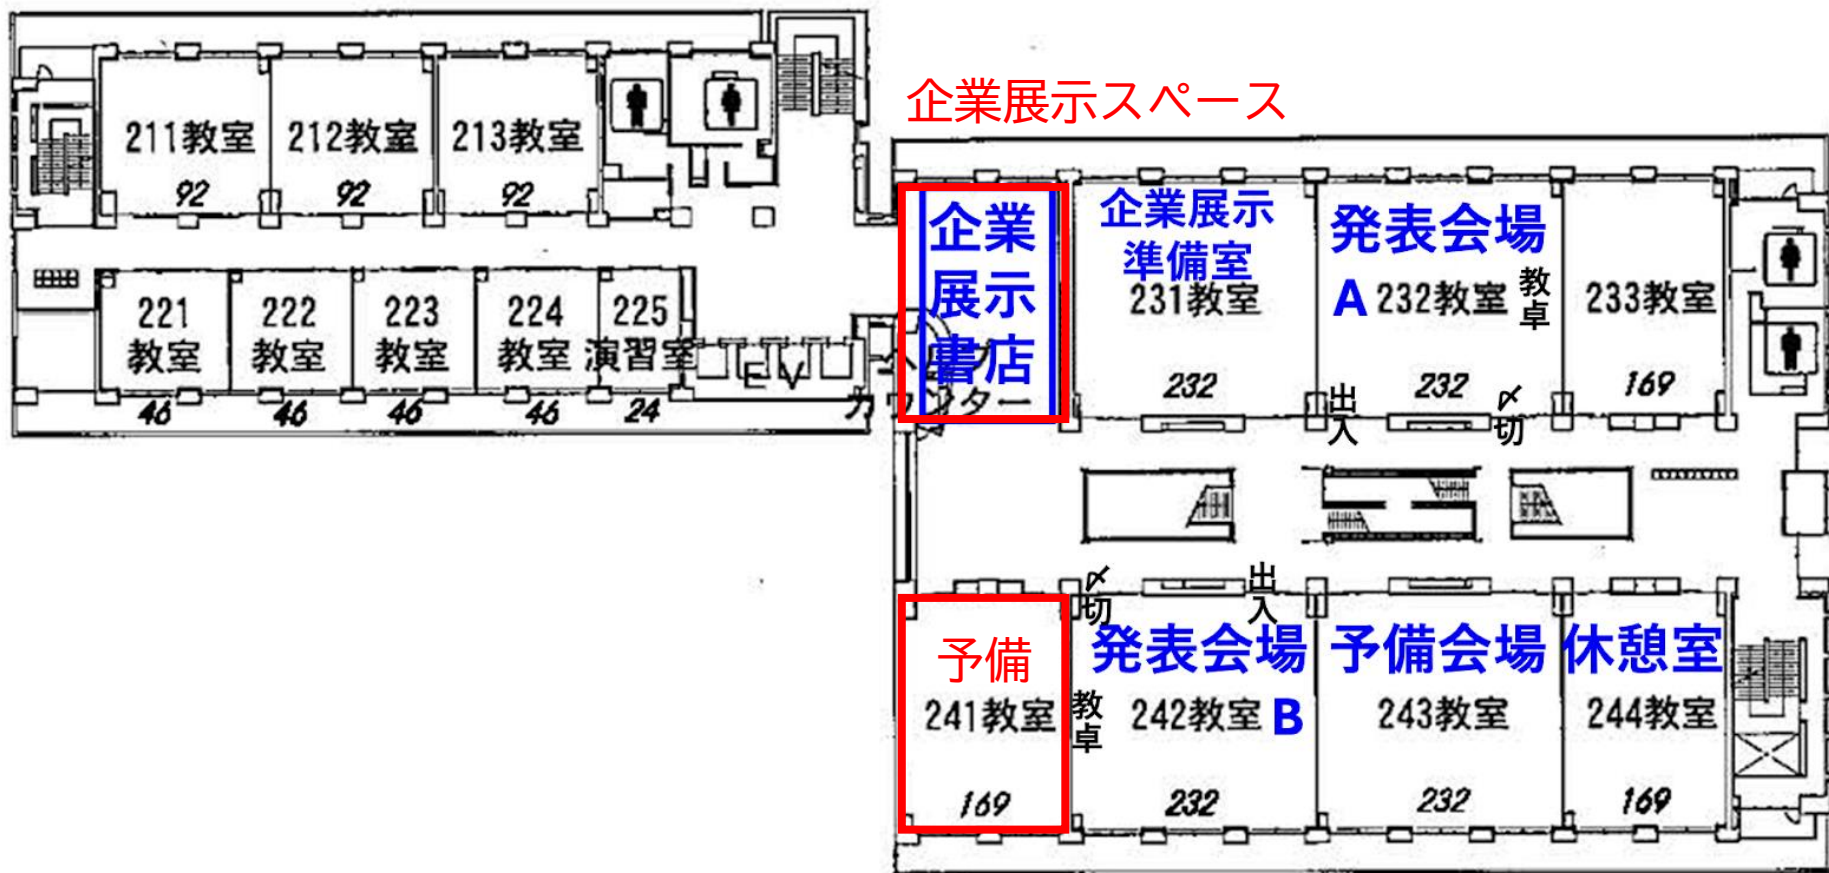 企業展示スペース
211教室
212教室
213教室
92
92
92
221
教室
222
教室
223
教室
224
教室
225
演習室
EV
46
46
46
46
24
企業
展示
書店
カウンター
企業展示
準備室
231教室
232
発表会場
A 232教室
教卓
232
233教室
169
出入
〆切
〆切
出入
予備
241教室
169
教卓
発表会場
242教室 B
232
予備会場
243教室
232
休憩室
244教室
169